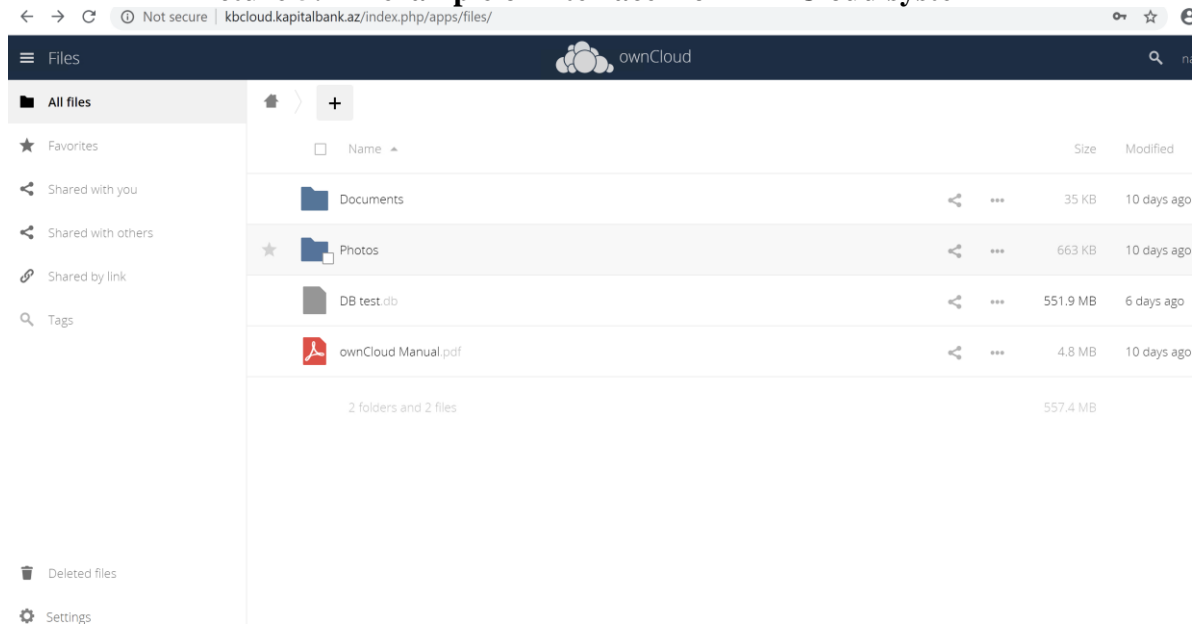 Not secure kbcloud.kapitalbank.az/index.php/apps/files/
Files ownCloud
All files
Favorites
Shared with you
Shared with others
Shared by link
Tags
Deleted files
Settings
+
Name Size Modified
Documents 35 KB 10 days ago
Photos 663 KB 10 days ago
DB test.db 551.9 MB 6 days ago
ownCloud Manual.pdf 4.8 MB 10 days ago
2 folders and 2 files 557.4 MB